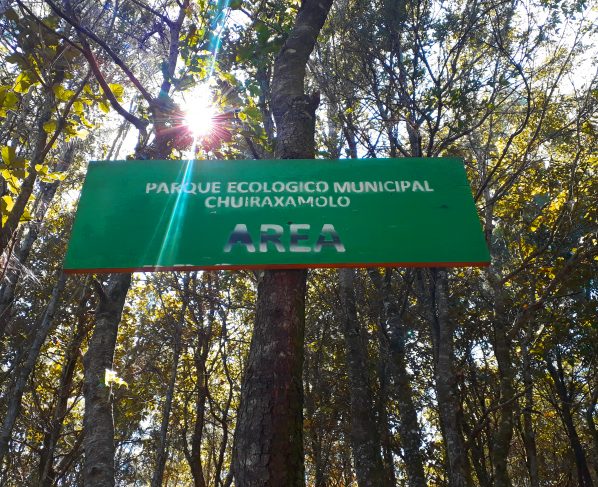 PARQUE ECOLOGICO MUNICIPAL
CHUIRAXAMOLO
AREA